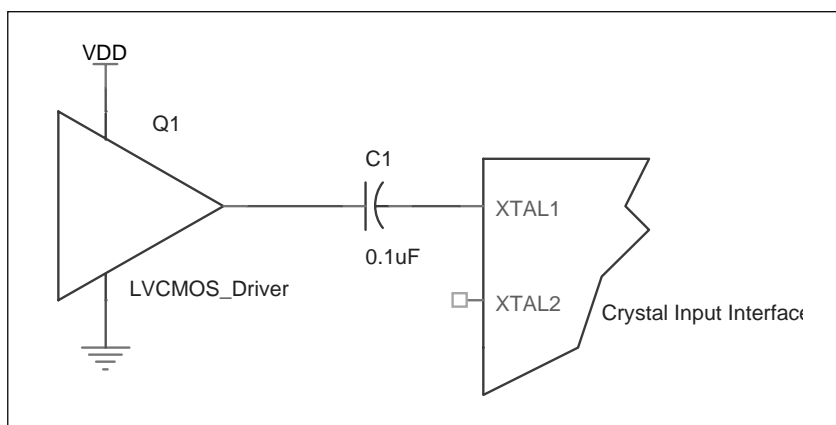 VDD
Q1
C1
XTAL1
0.1uF
LVCMOS_Driver
XTAL2
Crystal Input Interface